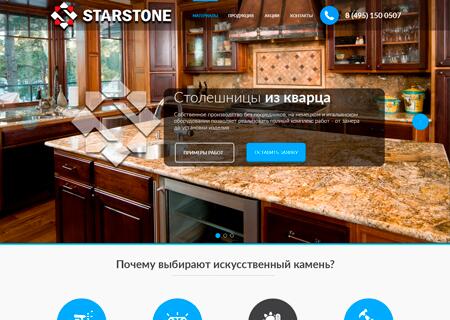 STARSTONE
МАТЕРИАЛЫ ПРОДУКЦИЯ АКЦИИ КОНТАКТЫ 8 (495) 150 0507
Столешницы из кварца
Собственное производство без посредников, на немецком и итальянском
оборудовании позволяет реализовать полный комплекс работ - от замера
до установки изделия
ПРИМЕРЫ РАБОТ ОСТАВИТЬ ЗАЯВКУ
Почему выбирают искусственный камень?